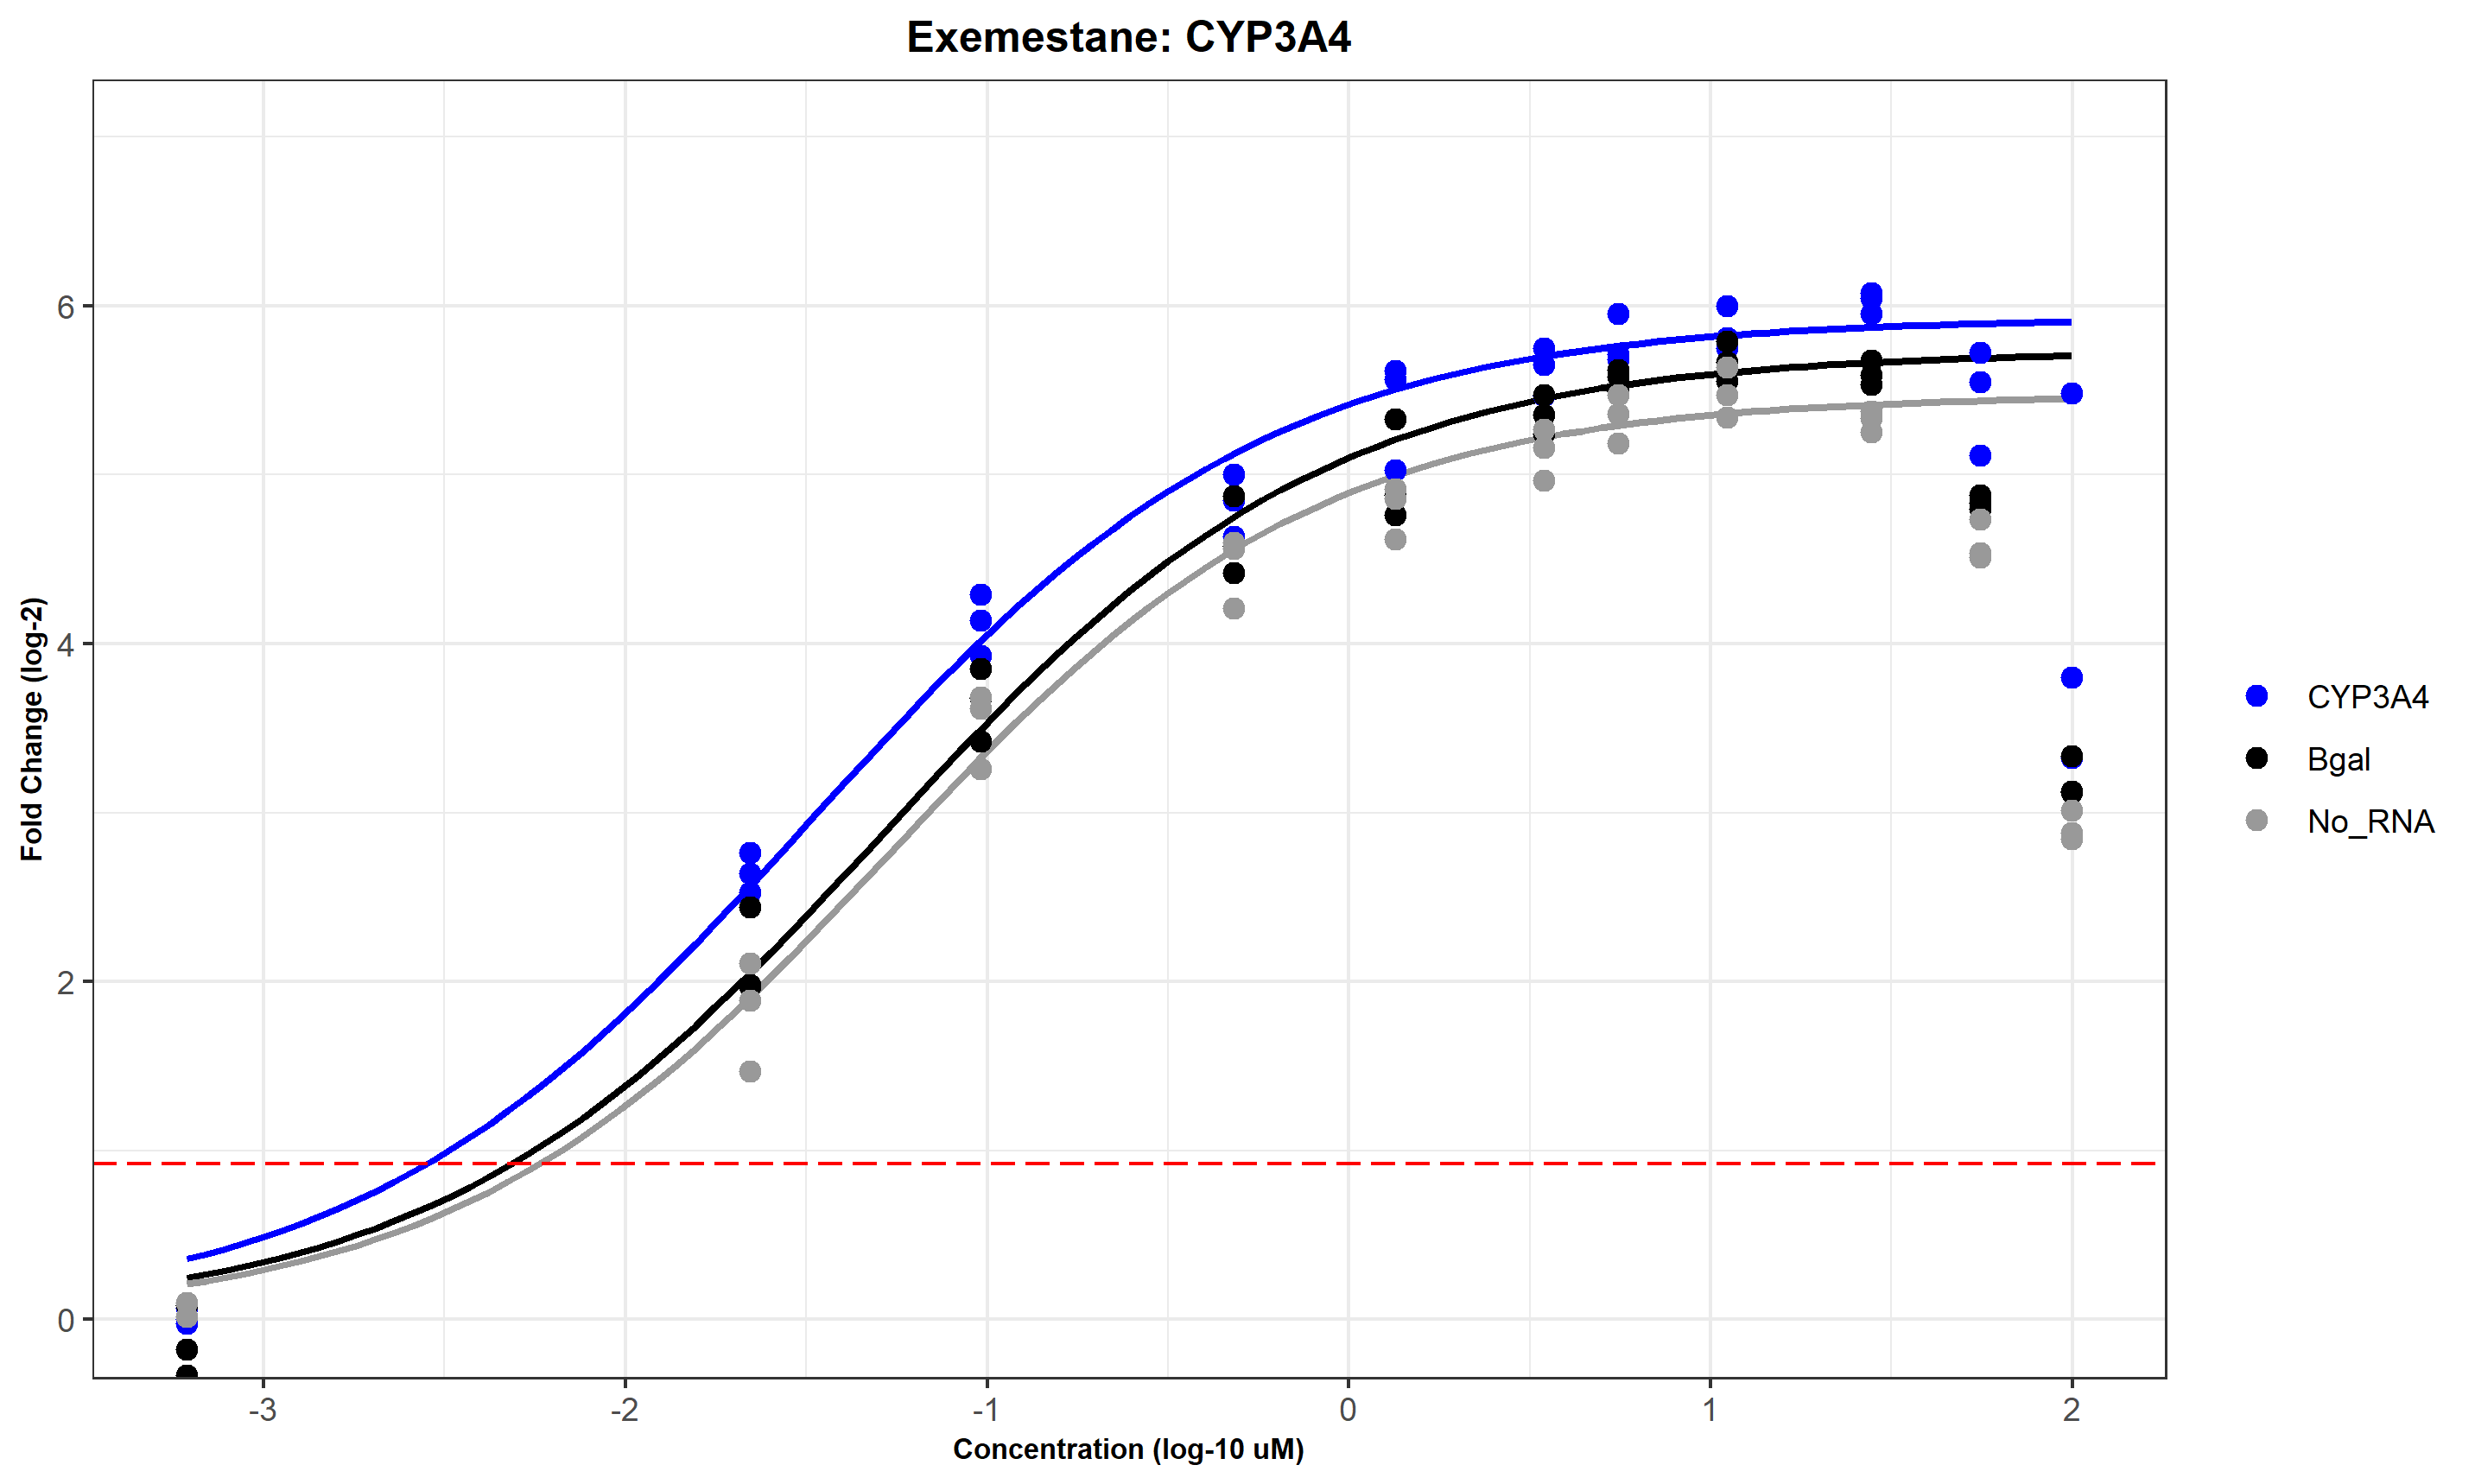 Exemestane: CYP3A4
Fold Change (log-2)
6
4
2
0
-3 -2 -1 0 1 2
Concentration (log-10 uM)
CYP3A4
Bgal
No_RNA